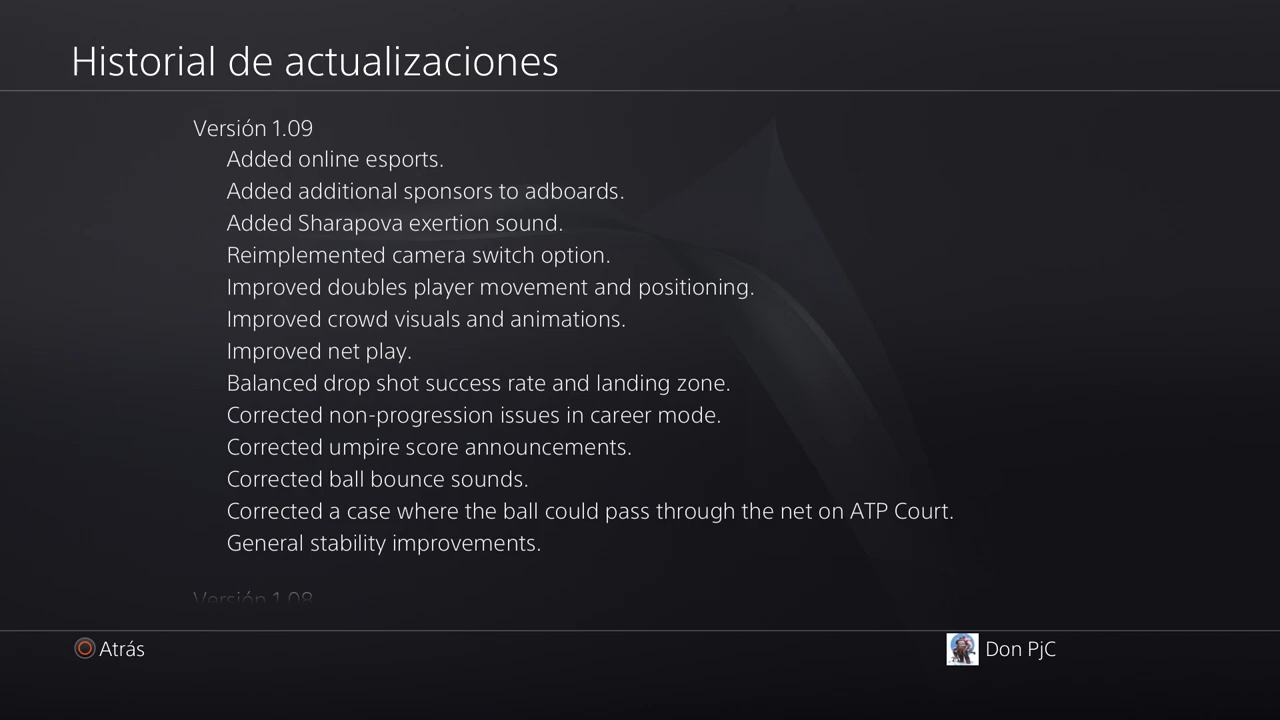 Historial de actualizaciones
Versión 1.09
Added online esports.
Added additional sponsors to adboards.
Added Sharapova exertion sound.
Reimplemented camera switch option.
Improved doubles player movement and positioning.
Improved crowd visuals and animations.
Improved net play.
Balanced drop shot success rate and landing zone.
Corrected non-progression issues in career mode.
Corrected umpire score announcements.
Corrected ball bounce sounds.
Corrected a case where the ball could pass through the net on ATP Court.
General stability improvements.
Versión 1.08
Atrás
Don PjC